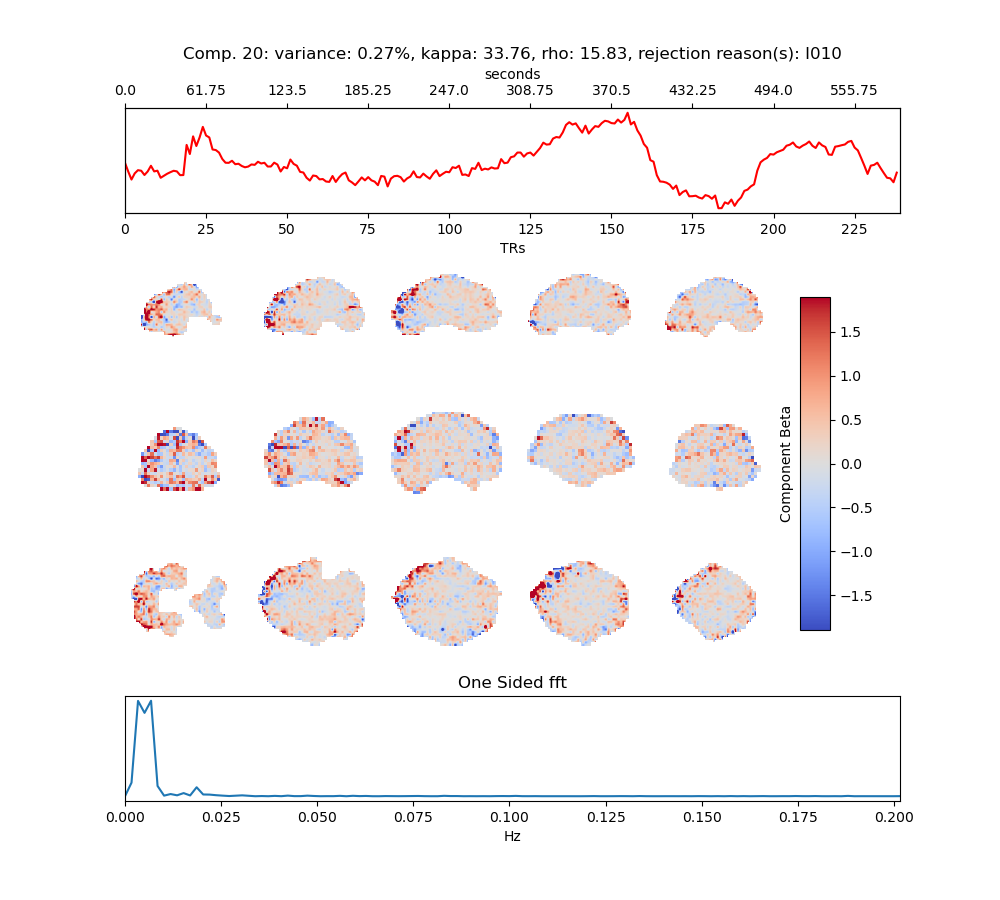 Comp. 20: variance: 0.27%, kappa: 33.76, rho: 15.83, rejection reason(s): I010
seconds
0.0 61.75 123.5 185.25 247.0 308.75 370.5 432.25 494.0 555.75
0 25 50 75 100 125 150 175 200 225
TRs
1.5
1.0
0.5
0.0
−0.5
−1.0
−1.5
Component Beta
One Sided fft
0.000 0.025 0.050 0.075 0.100 0.125 0.150 0.175 0.200
Hz